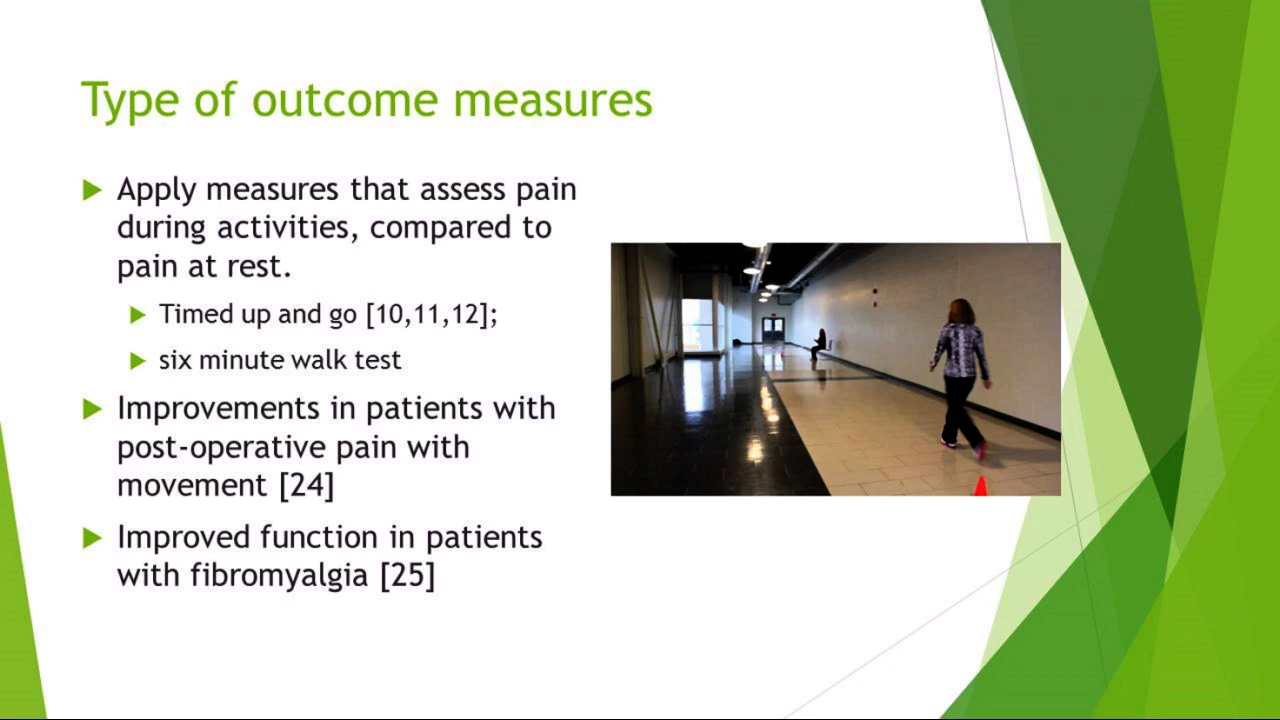 Type of outcome measures
Apply measures that assess pain
during activities, compared to
pain at rest.
Timed up and go [10,11,12];
six minute walk test
Improvements in patients with
post-operative pain with
movement [24]
Improved function in patients
with fibromyalgia [25]